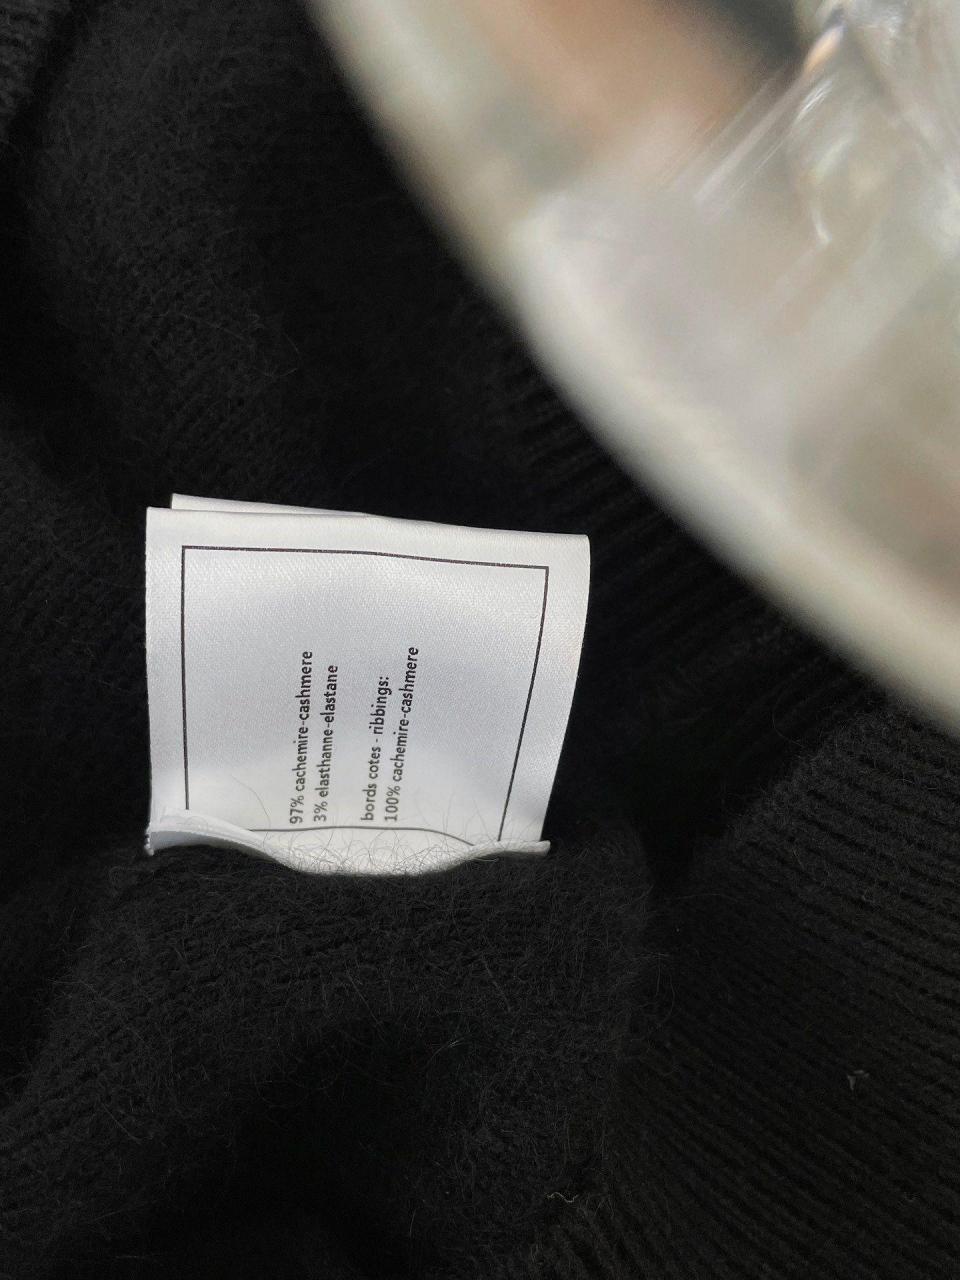 97% cachemire-cashmere
3% elasthanne-elastane
bords cotes - ribbings:
100% cachemire-cashmere